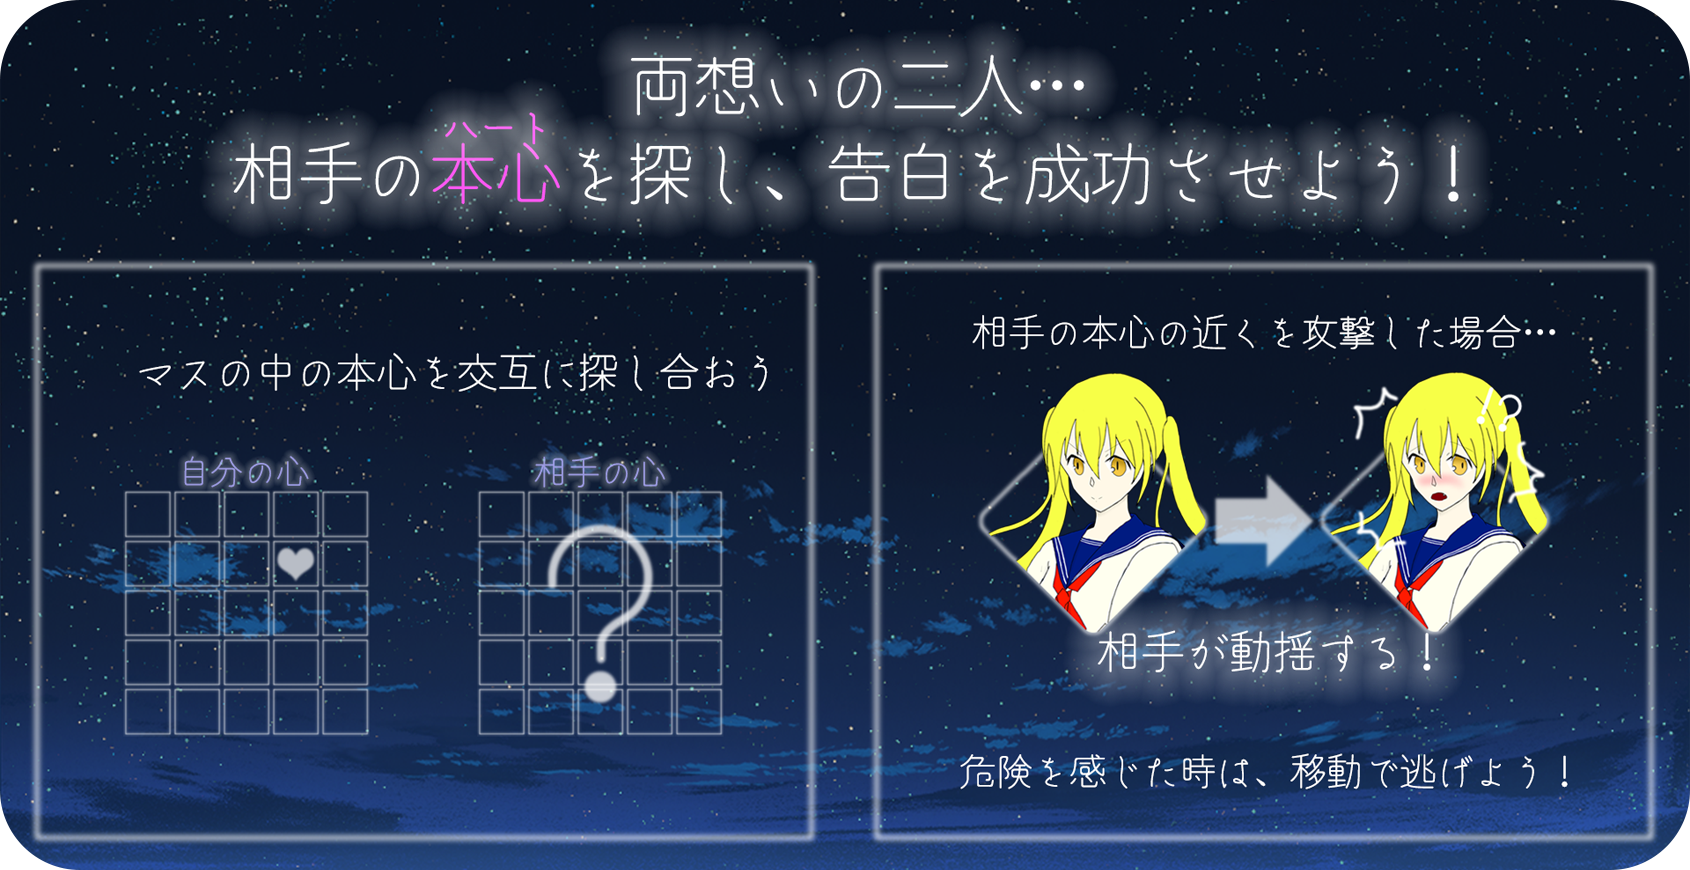 両想いの二人…
ハート
相手の本心を探し、告白を成功させよう！
マスの中の本心を交互に探し合おう
自分の心
相手の心
?
相手の本心の近くを攻撃した場合…
!?
相手が動揺する！
危険を感じた時は、移動で逃げよう！